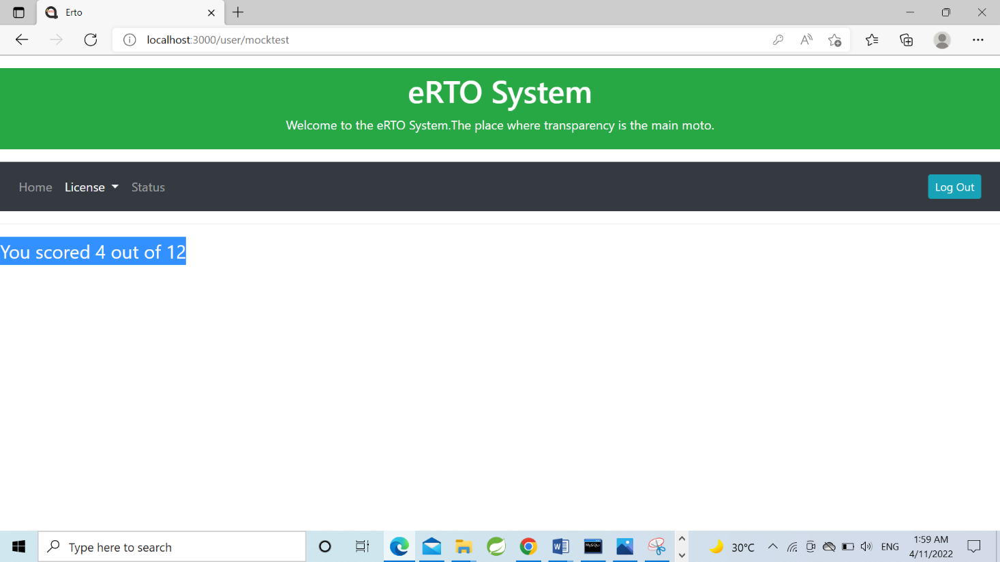 Erto
localhost:3000/user/mocktest
eRTO System
Welcome to the eRTO System.The place where transparency is the main moto.
Home License Status Log Out
You scored 4 out of 12
Type here to search
30°C ENG
1:59 AM
4/11/2022